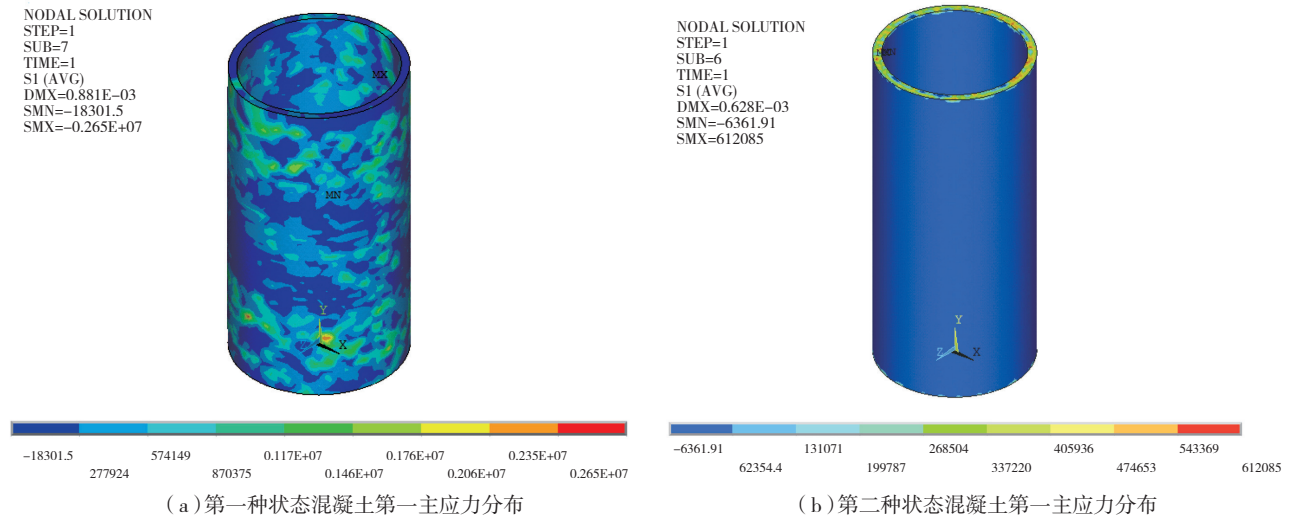 NODAL SOLUTION
STEP=1
SUB=7
TIME=1
S1 (AVG)
DMX=0.881E−03
SMN=−18301.5
SMX=−0.265E+07
MX
MN
Y
X
−18301.5 574149 0.117E+07 0.176E+07 0.235E+07
277924 870375 0.146E+07 0.206E+07 0.265E+07
(a)第一种状态混凝土第一主应力分布
NODAL SOLUTION
STEP=1
SUB=6
TIME=1
S1 (AVG)
DMX=0.628E−03
SMN=−6361.91
SMX=612085
Y
Z X
−6361.91 131071 268504 405936 543369
62354.4 199787 337220 474653 612085
(b)第二种状态混凝土第一主应力分布